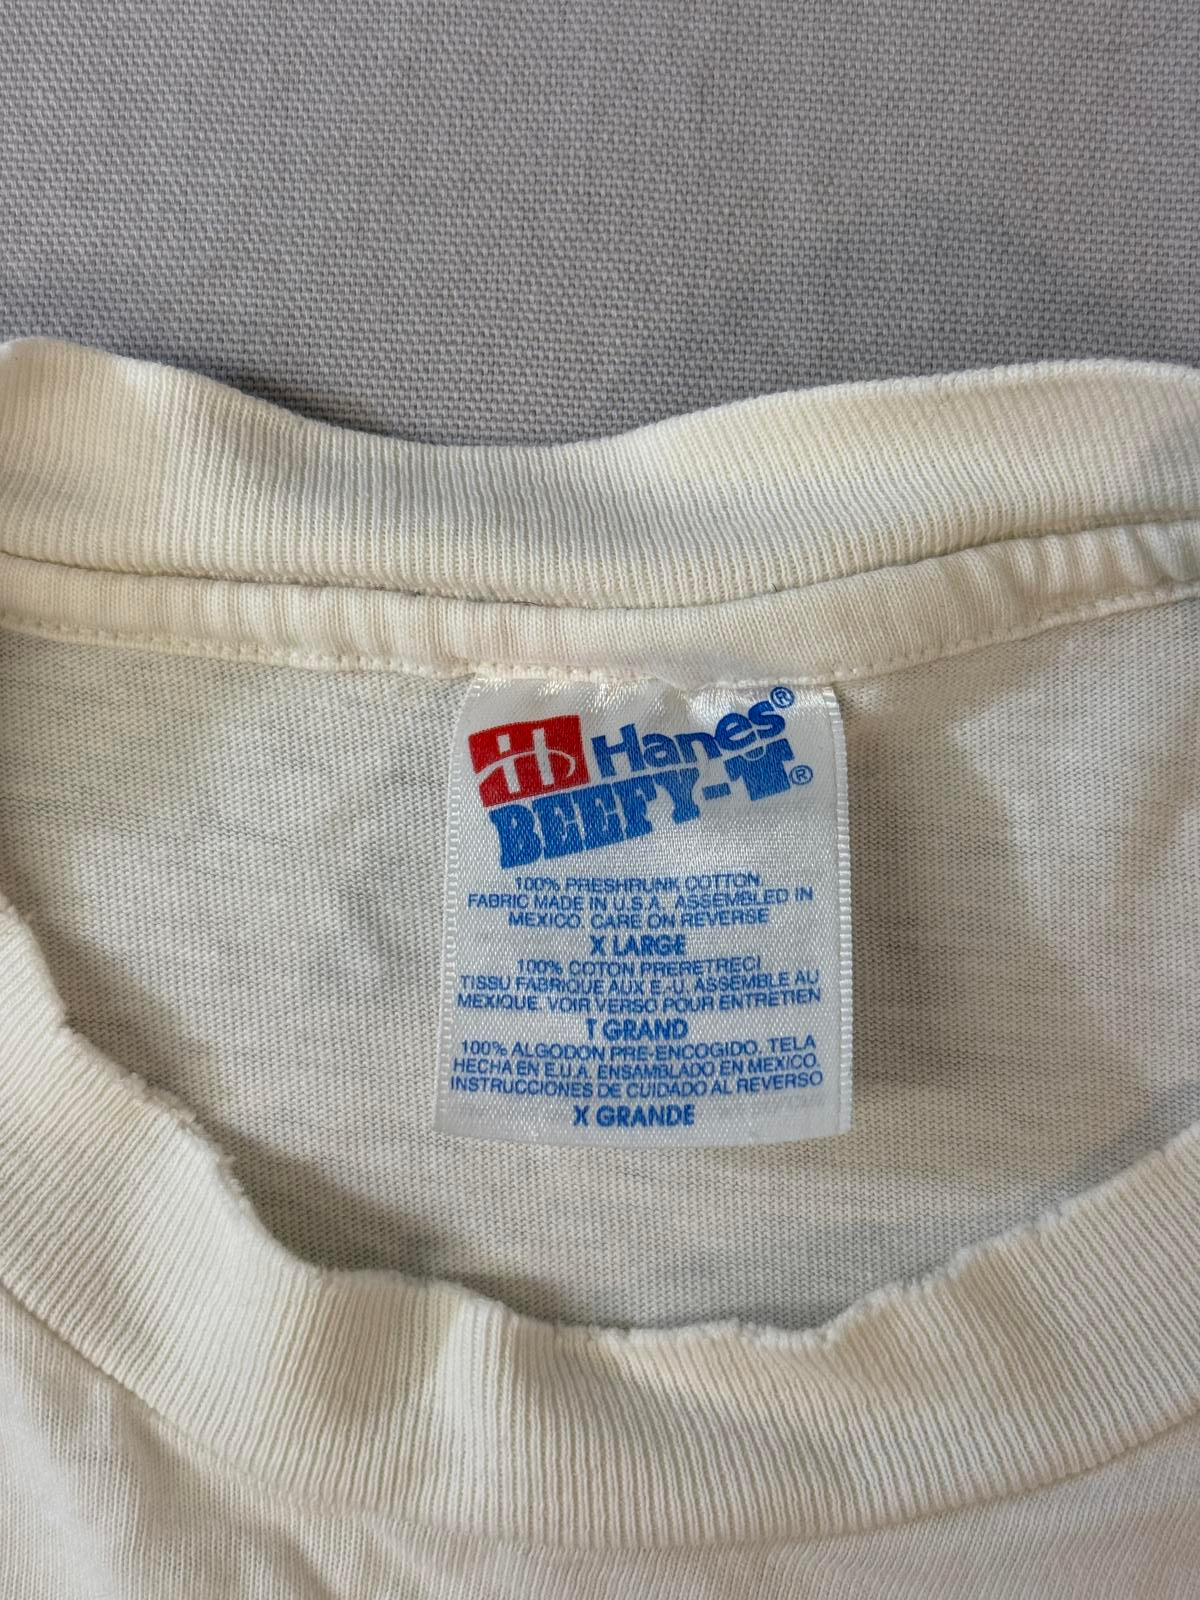 Hanes®
BEEFY-T®
100% PRESHRUNK COTTON
FABRIC MADE IN U.S.A. ASSEMBLED IN
MEXICO. CARE ON REVERSE
X LARGE
100% COTON PRERETRECI
TISSU FABRIQUE AUX E.-U. ASSEMBLE AU
MEXIQUE. VOIR VERSO POUR ENTRETIEN
T GRAND
100% ALGODON PRE-ENCOGIDO. TELA
HECHA EN E.U.A. ENSAMBLADO EN MEXICO.
INSTRUCCIONES DE CUIDADO AL REVERSO
X GRANDE